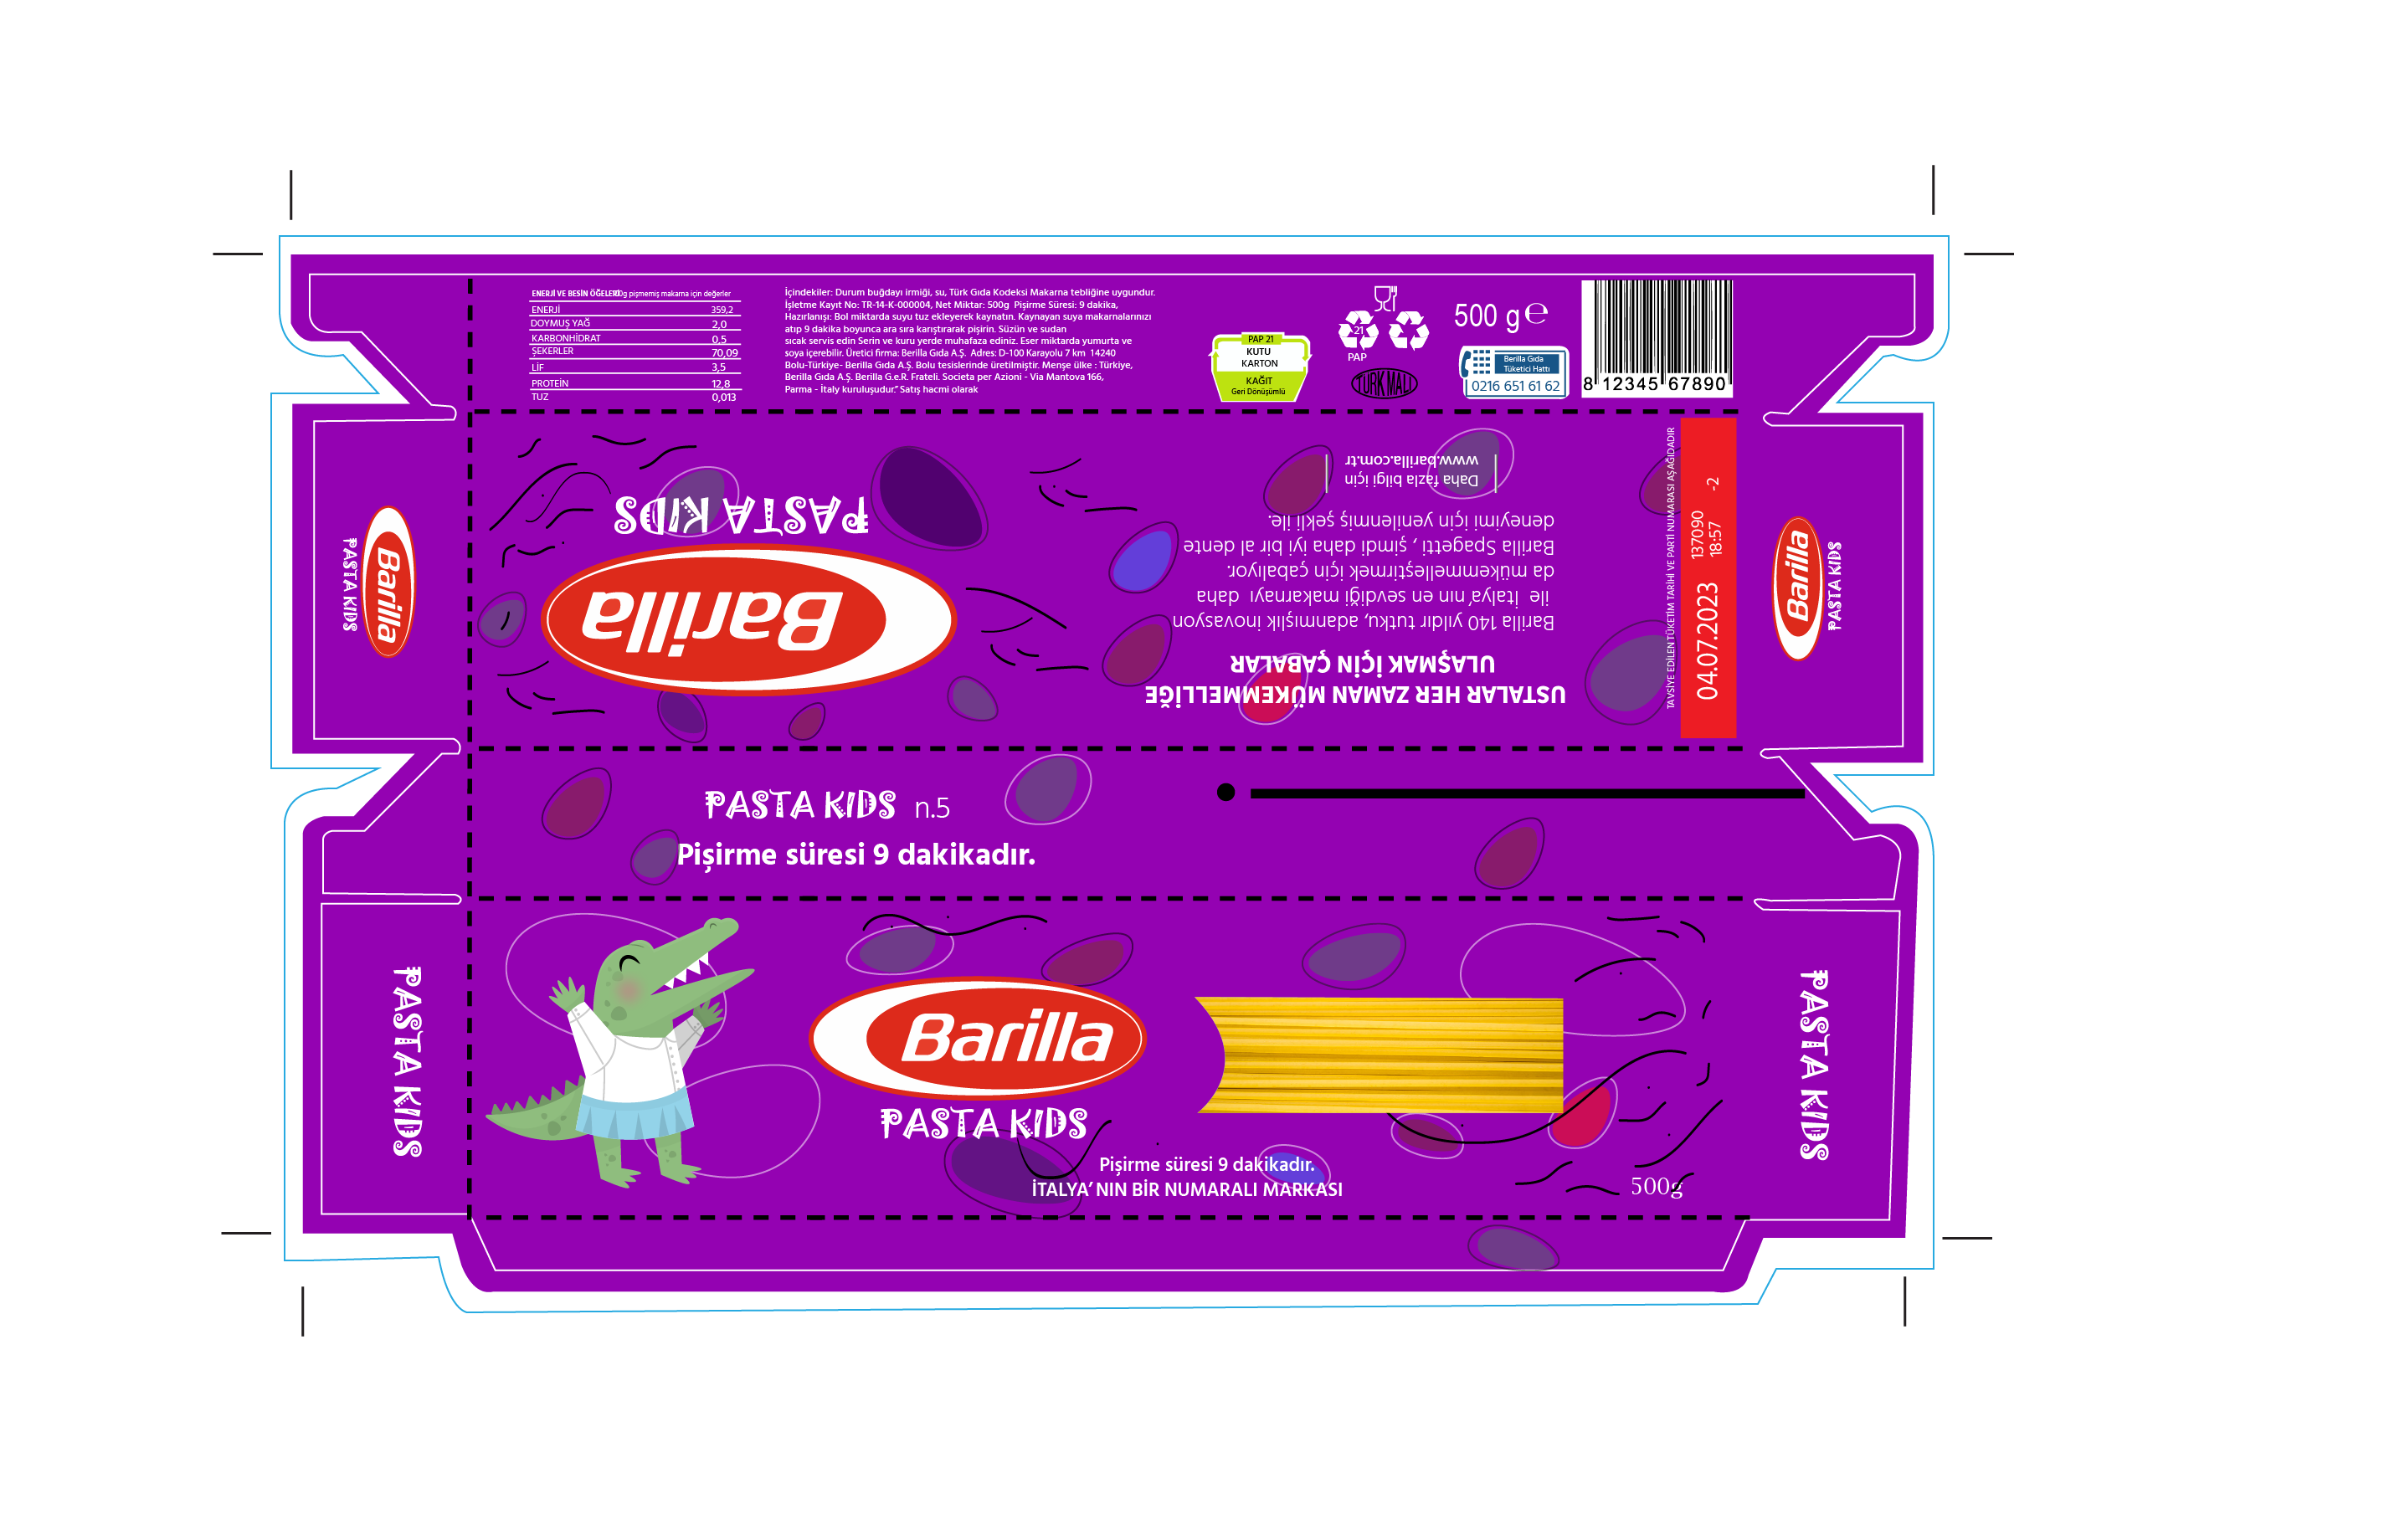 ENERJİ VE BESİN ÖĞELERİ 100g pişmemiş makarna için değerler
ENERJİ 359,2
DOYMUŞ YAĞ 2,0
KARBONHİDRAT 0,5
ŞEKERLER 70,09
LİF 3,5
PROTEİN 12,8
TUZ 0,013
İçindekiler: Durum buğdayı irmiği, su, Türk Gıda Kodeksi Makarna tebliğine uygundur.
İşletme Kayıt No: TR-14-K-000004, Net Miktar: 500g Pişirme Süresi: 9 dakika,
Hazırlanışı: Bol miktarda suyu tuz ekleyerek kaynatın. Kaynayan suya makarnalarınızı
atıp 9 dakika boyunca ara sıra karıştırarak pişirin. Süzün ve sudan
sıcak servis edin Serin ve kuru yerde muhafaza ediniz. Eser miktarda yumurta ve
soya içerebilir. Üretici firma: Berilla Gıda A.Ş. Adres: D-100 Karayolu 7 km 14240
Bolu-Türkiye- Berilla Gıda A.Ş. Bolu tesislerinde üretilmiştir. Menşe ülke : Türkiye,
Berilla Gıda A.Ş. Berilla G.e.R. Frateli. Societa per Azioni - Via Mantova 166,
Parma - İtaly kuruluşudur.” Satış hacmi olarak
PAP 21
KUTU
KARTON
KAĞIT
Geri Dönüşümlü
21
PAP
TÜRK MALI
500 g e
Berilla Gıda
Tüketici Hattı
0216 651 61 62
8 12345 67890
Barilla
PASTA KIDS
Barilla
PASTA KIDS
USTALAR HER ZAMAN MÜKEMMELLİĞE
ULAŞMAK İÇİN ÇABALAR
Barilla 140 yıldır tutku, adanmışlık inovasyon
ile İtalya’nın en sevdiği makarnayı daha
da mükemmelleştirmek için çabalıyor.
Barilla Spagetti , şimdi daha iyi bir al dente
deneyimi için yenilenmiş şekli ile.
Daha fazla bilgi için
www.barilla.com.tr
TAVSİYE EDİLEN TÜKETİM TARİHİ VE PARTİ NUMARASI AŞAĞIDADIR
04.07.2023
137090
18:57
-2
Barilla
PASTA KIDS
PASTA KIDS n.5
Pişirme süresi 9 dakikadır.
PASTA KIDS
Barilla
PASTA KIDS
Pişirme süresi 9 dakikadır.
İTALYA’ NIN BİR NUMARALI MARKASI
500g
PASTA KIDS